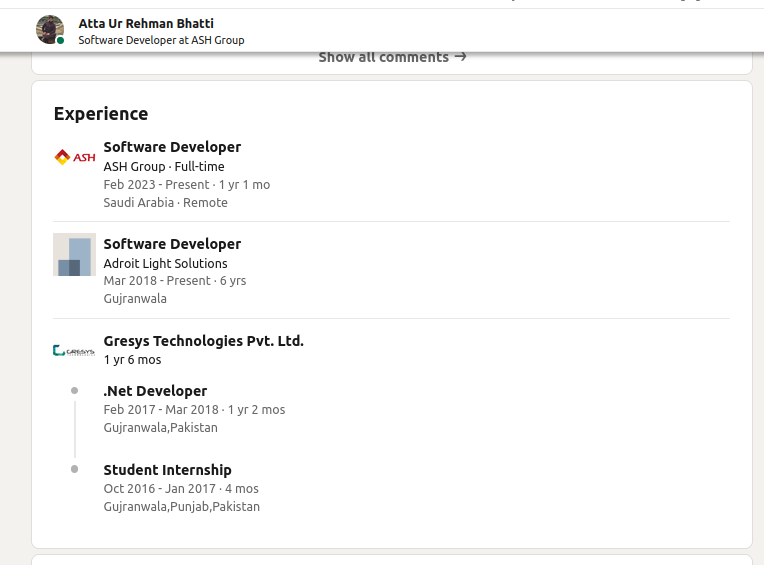 Atta Ur Rehman Bhatti
Software Developer at ASH Group
Show all comments →
Experience
ASH
Software Developer
ASH Group · Full-time
Feb 2023 - Present · 1 yr 1 mo
Saudi Arabia · Remote
Software Developer
Adroit Light Solutions
Mar 2018 - Present · 6 yrs
Gujranwala
GRESYS
Gresys Technologies Pvt. Ltd.
1 yr 6 mos
.Net Developer
Feb 2017 - Mar 2018 · 1 yr 2 mos
Gujranwala,Pakistan
Student Internship
Oct 2016 - Jan 2017 · 4 mos
Gujranwala,Punjab,Pakistan